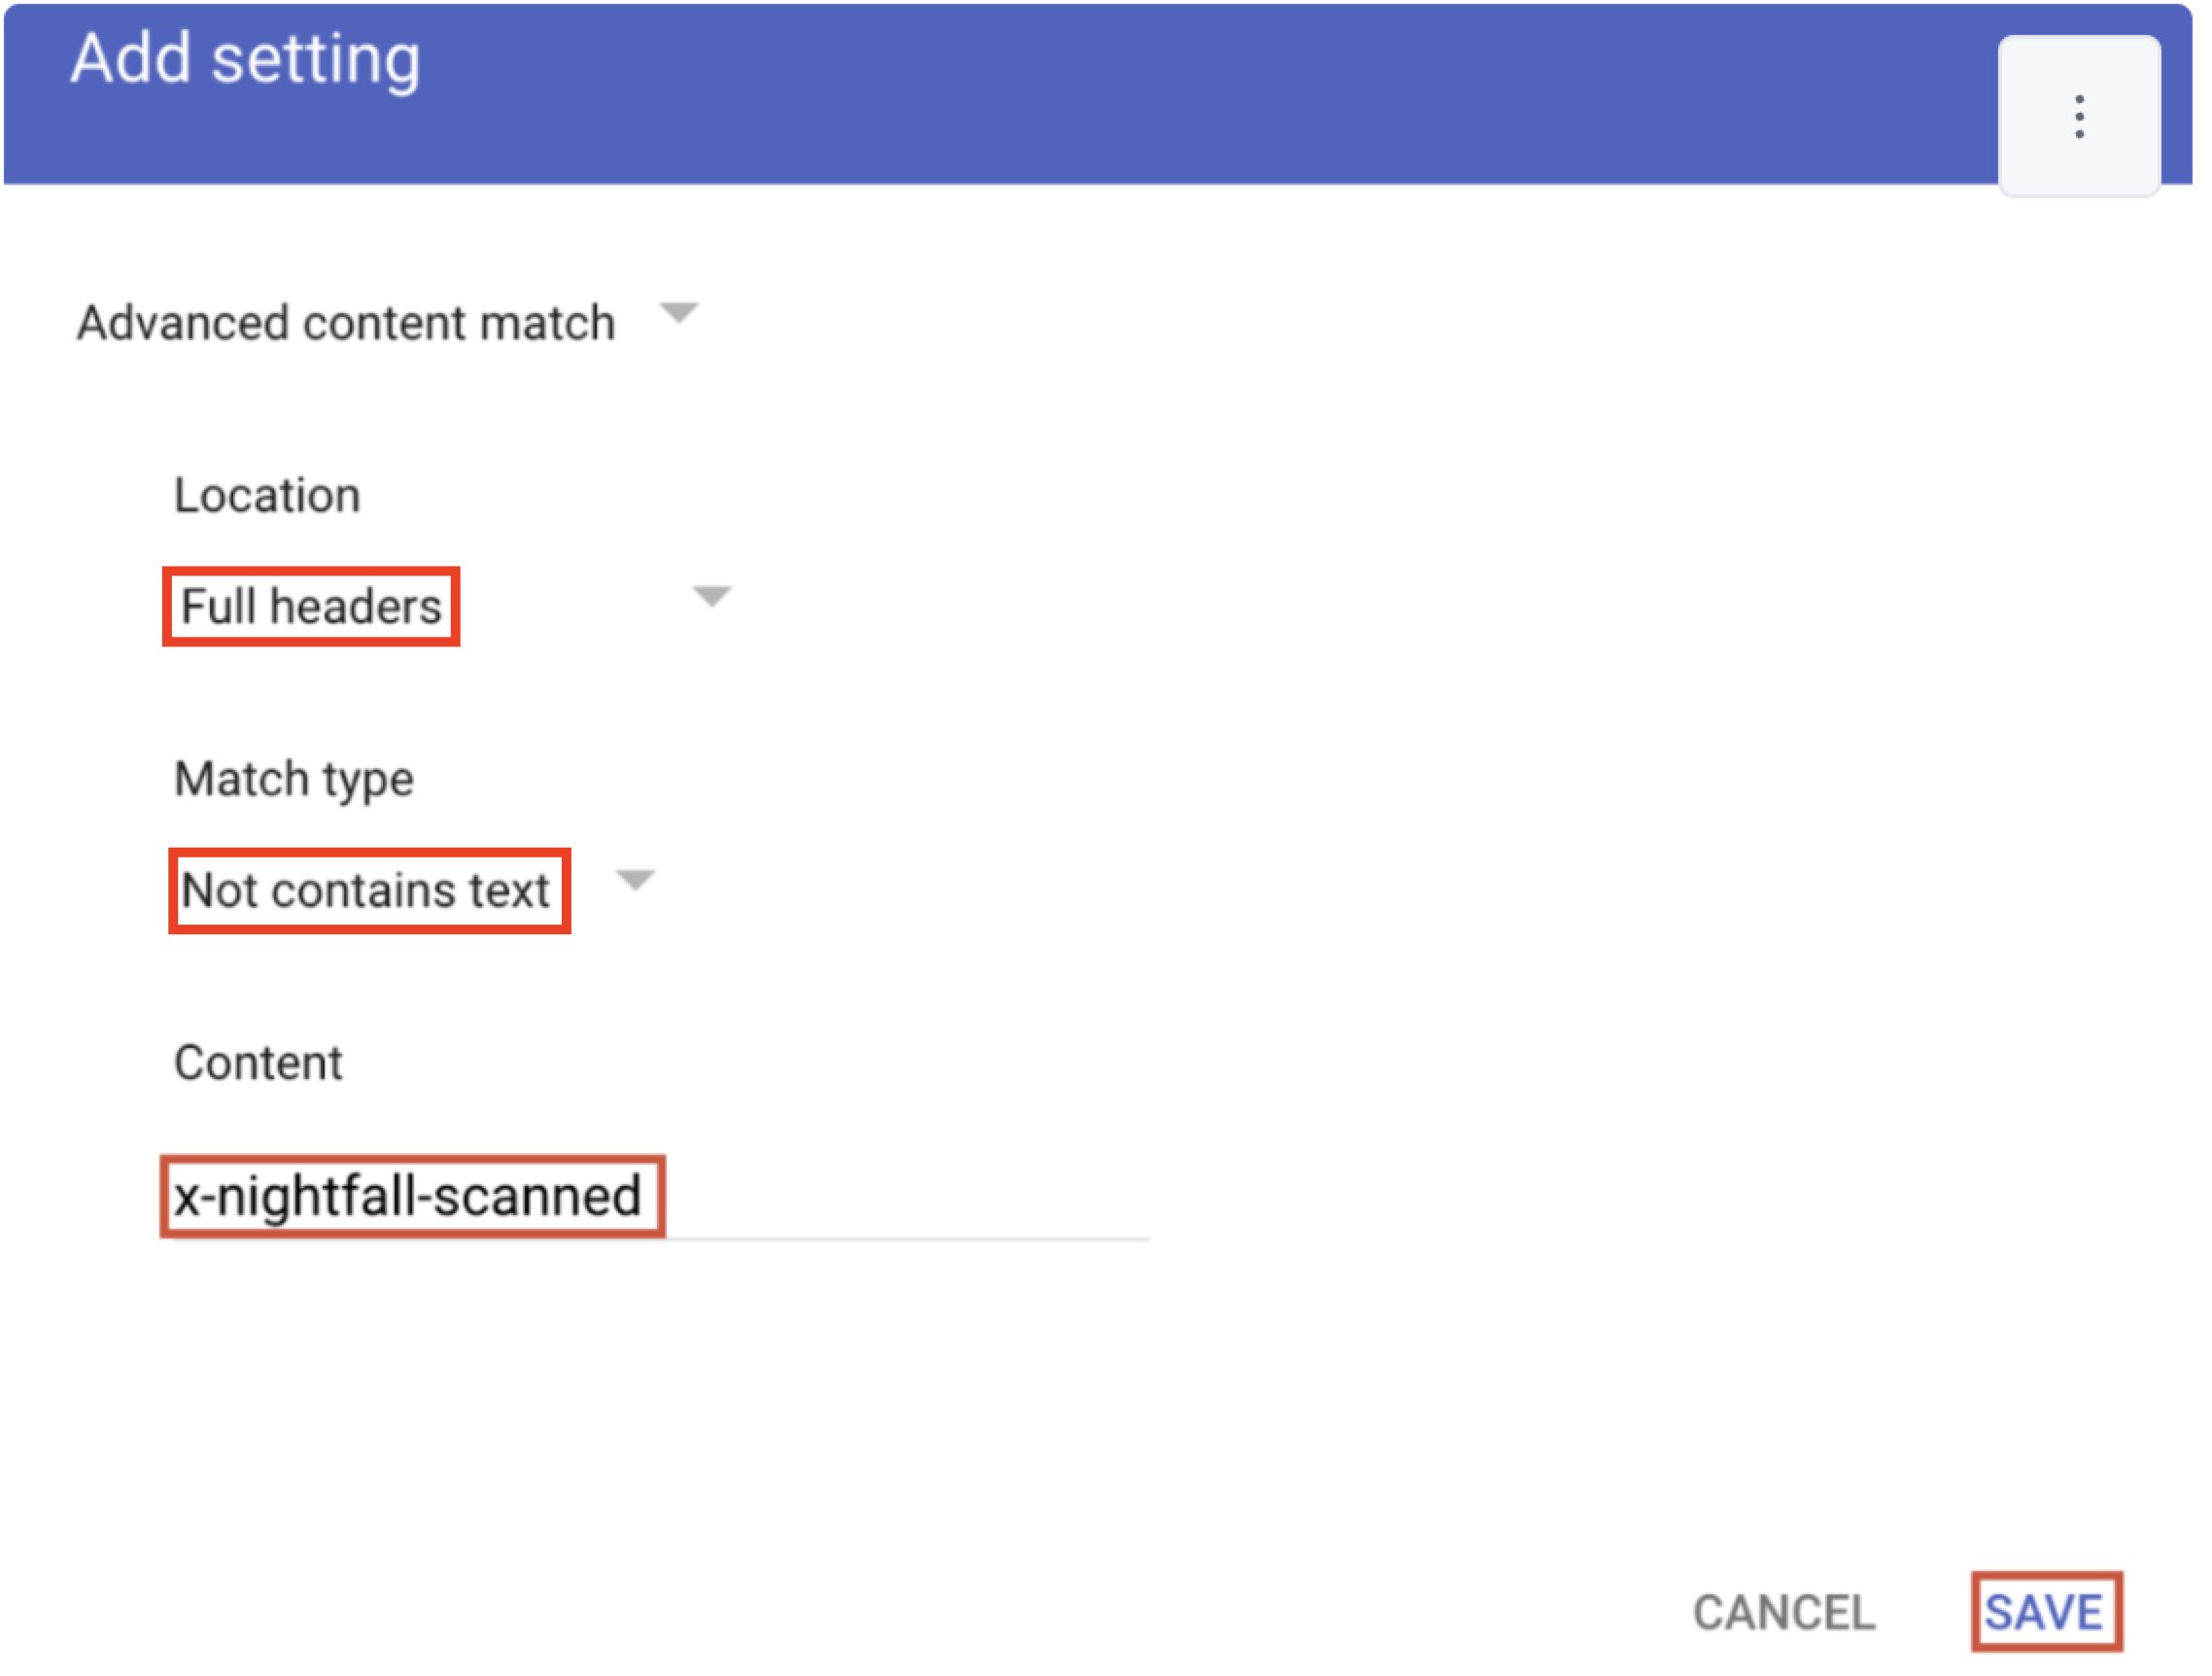 Add setting
Advanced content match
Location
Full headers
Match type
Not contains text
Content
x-nightfall-scanned
CANCEL SAVE